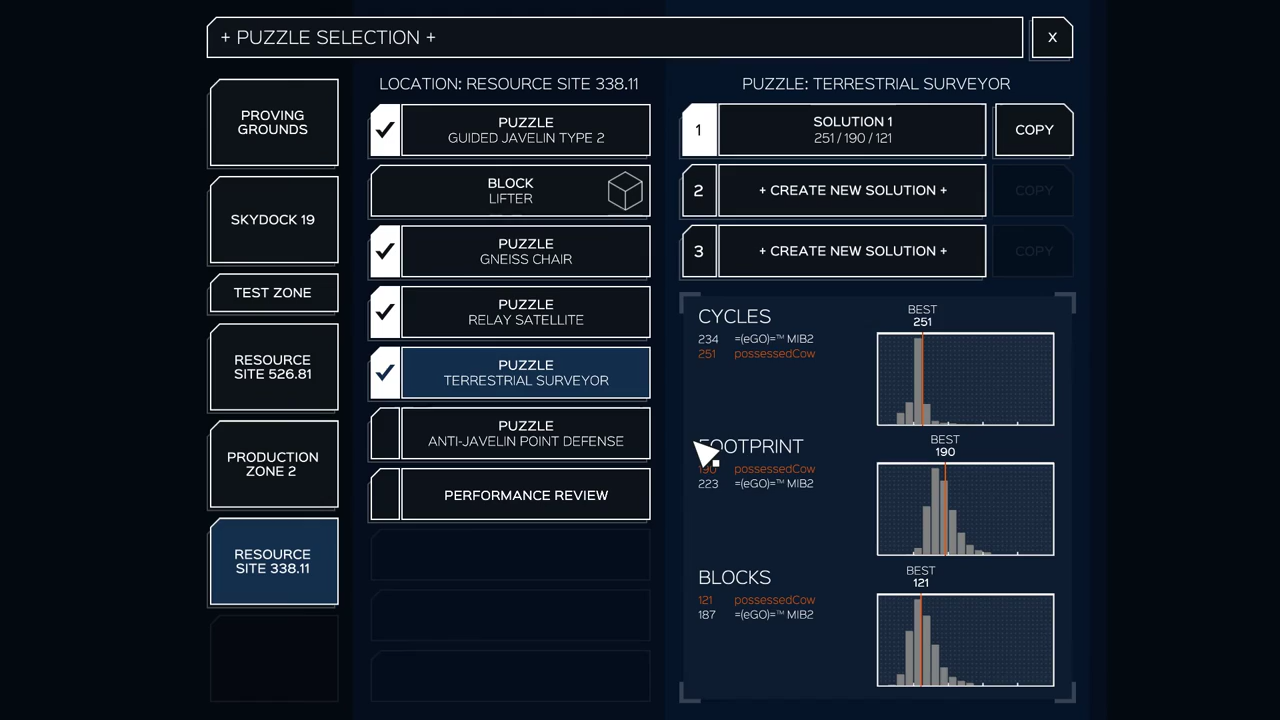 + PUZZLE SELECTION +
X
PROVING
GROUNDS
SKYDOCK 19
TEST ZONE
RESOURCE
SITE 526.81
PRODUCTION
ZONE 2
RESOURCE
SITE 338.11
LOCATION: RESOURCE SITE 338.11
PUZZLE
GUIDED JAVELIN TYPE 2
BLOCK
LIFTER
PUZZLE
GNEISS CHAIR
PUZZLE
RELAY SATELLITE
PUZZLE
TERRESTRIAL SURVEYOR
PUZZLE
ANTI-JAVELIN POINT DEFENSE
PERFORMANCE REVIEW
PUZZLE: TERRESTRIAL SURVEYOR
1
SOLUTION 1
251 / 190 / 121
COPY
2
+ CREATE NEW SOLUTION +
COPY
3
+ CREATE NEW SOLUTION +
COPY
CYCLES
234 =(eGO)=™ MIB2
251 possessedCow
BEST
251
FOOTPRINT
190 possessedCow
223 =(eGO)=™ MIB2
BEST
190
BLOCKS
121 possessedCow
187 =(eGO)=™ MIB2
BEST
121